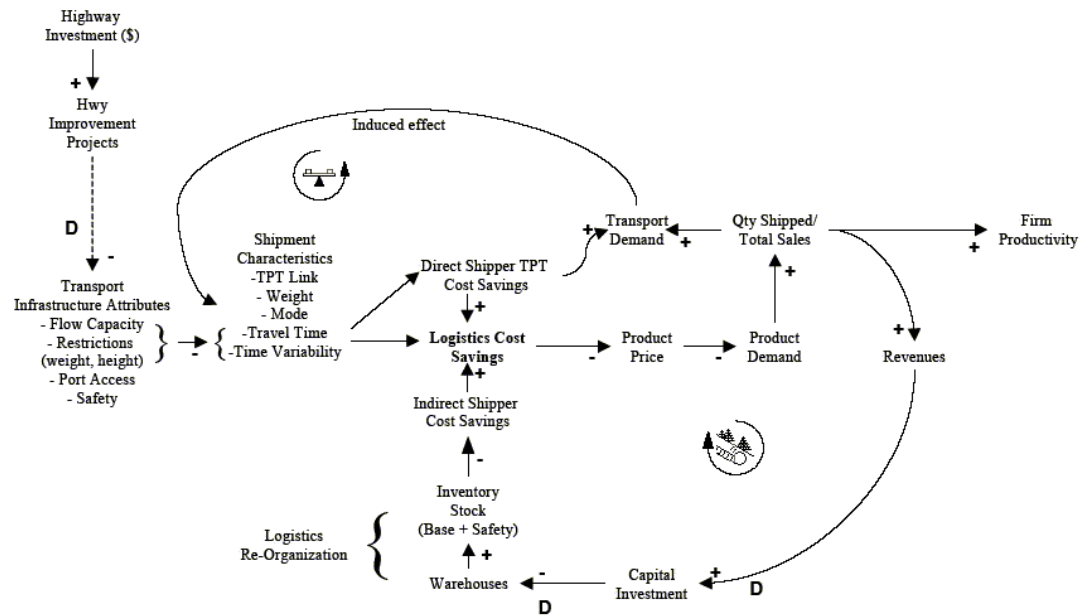 Highway
Investment ($)
+
Hwy
Improvement
Projects
D
-
Transport
Infrastructure Attributes
- Flow Capacity
- Restrictions
(weight, height)
- Port Access
- Safety
-
Induced effect
Shipment
Characteristics
-TPT Link
- Weight
- Mode
-Travel Time
-Time Variability
Direct Shipper TPT
Cost Savings
+
+
Transport
Demand
+
Qty Shipped/
Total Sales
+
Firm
Productivity
+
Logistics Cost
Savings
-
Product
Price
-
Product
Demand
+
Revenues
+
Indirect Shipper
Cost Savings
-
Inventory
Stock
(Base + Safety)
Logistics
Re-Organization
+
Warehouses
-
D
Capital
Investment
+
D